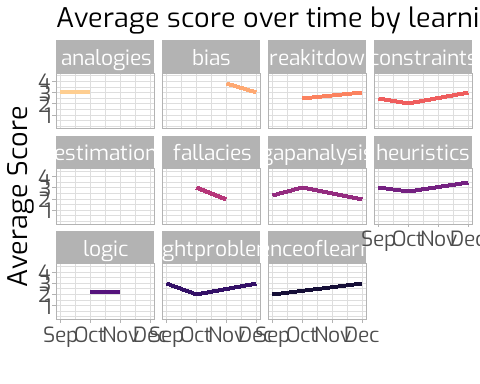 Average score over time by learni
analogies bias reakitdow constraints
4
3
2
1
estimation fallacies gapanalysis heuristics
4
3
2
1
Sep Oct Nov Dec
logic ghtproble enceoflearn
4
3
2
1
Sep Oct Nov Dec Sep Oct Nov Dec Sep Oct Nov Dec
Average Score